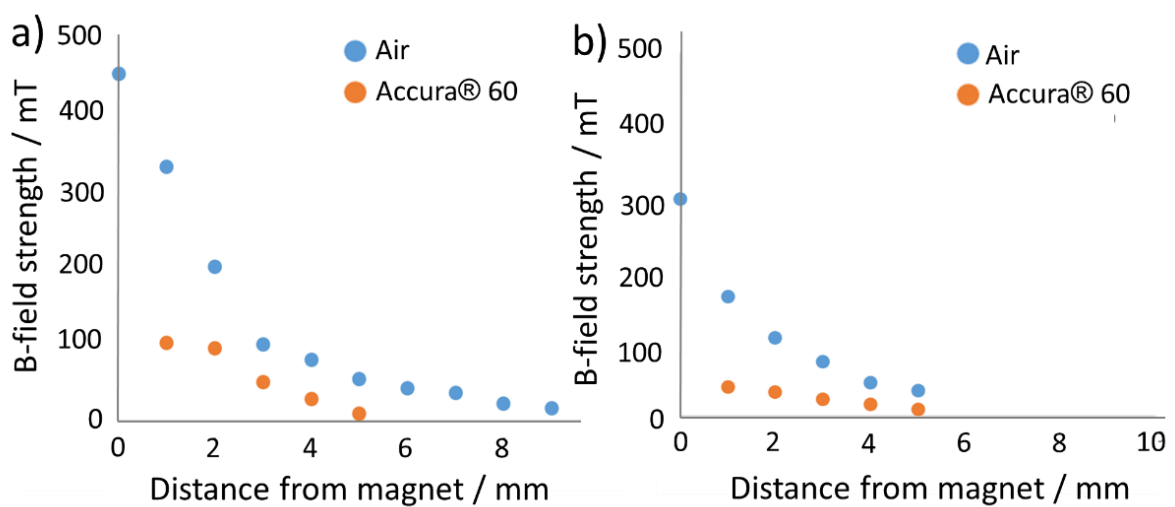 a)
500
400
300
200
100
0
B-field strength / mT
Air
Accura® 60
0 2 4 6 8
Distance from magnet / mm
b)
500
400
300
200
100
0
B-field strength / mT
Air
Accura® 60
0 2 4 6 8 10
Distance from magnet / mm